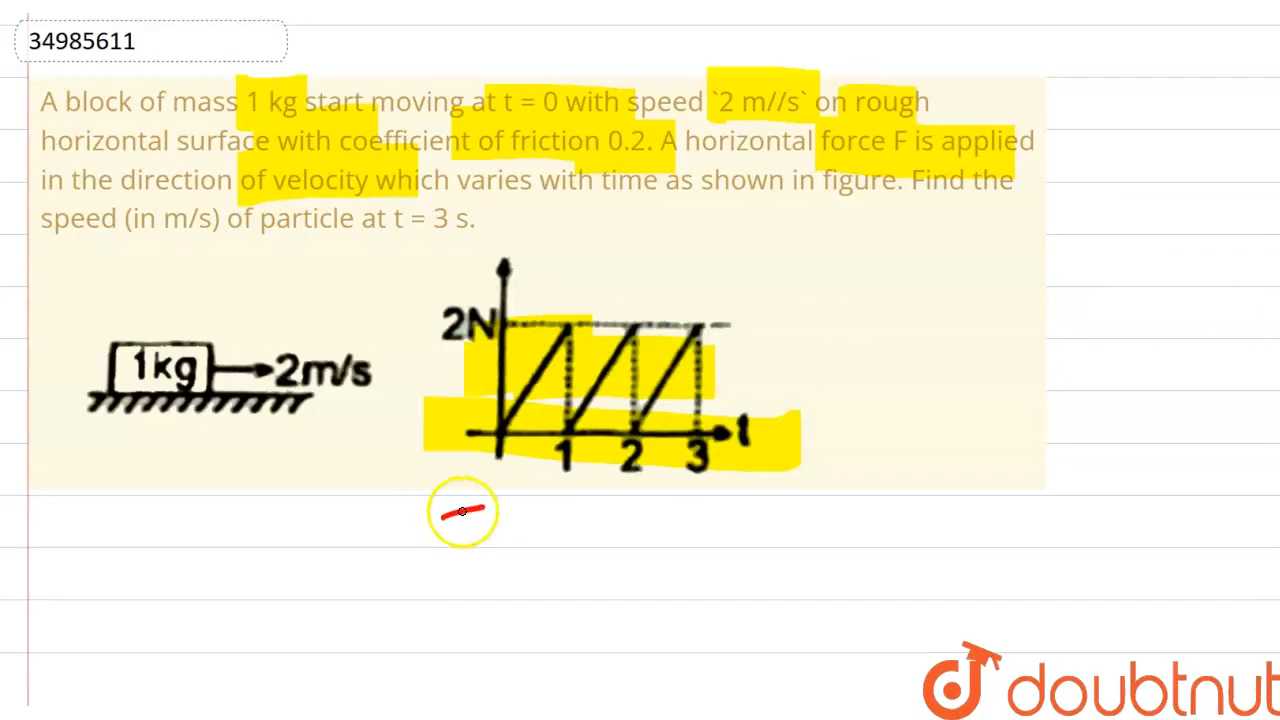 34985611
A block of mass 1 kg start moving at t = 0 with speed `2 m//s` on rough
horizontal surface with coefficient of friction 0.2. A horizontal force F is applied
in the direction of velocity which varies with time as shown in figure. Find the
speed (in m/s) of particle at t = 3 s.
2N
1kg
2m/s
t
1 2 3
doubtnut